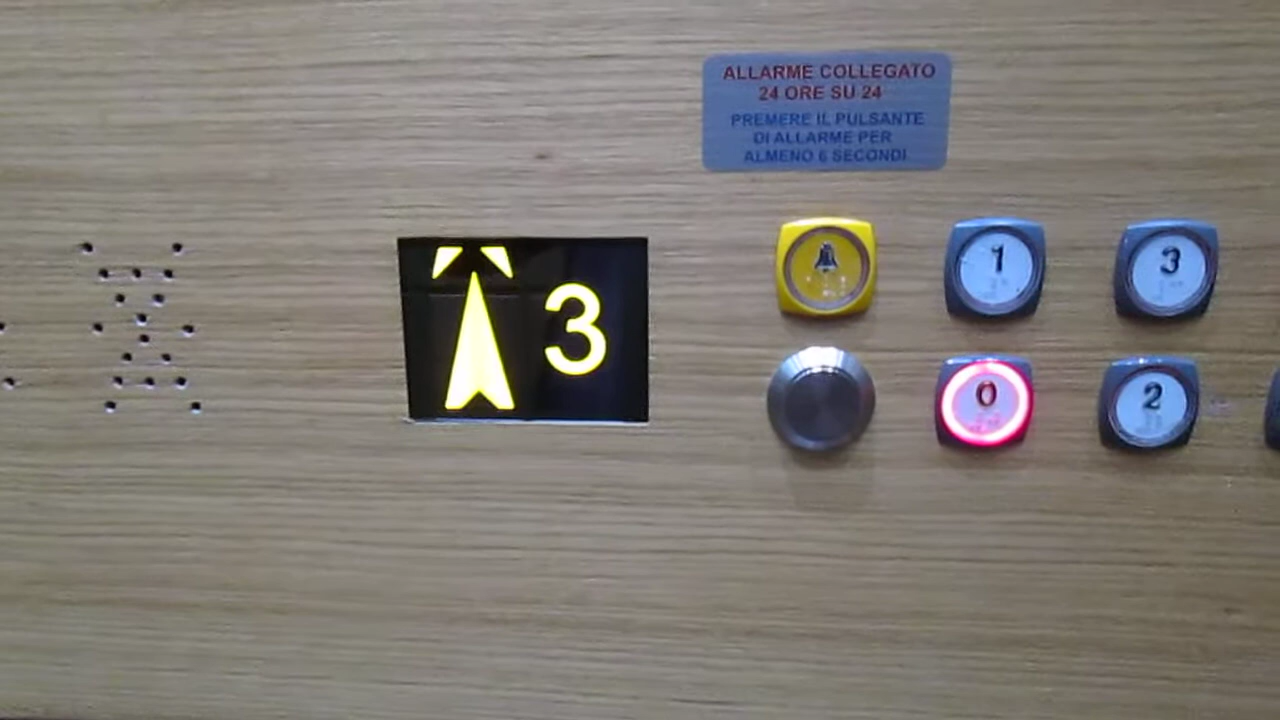 ALLARME COLLEGATO
24 ORE SU 24
PREMERE IL PULSANTE
DI ALLARME PER
ALMENO 6 SECONDI
3
1
3
0
2